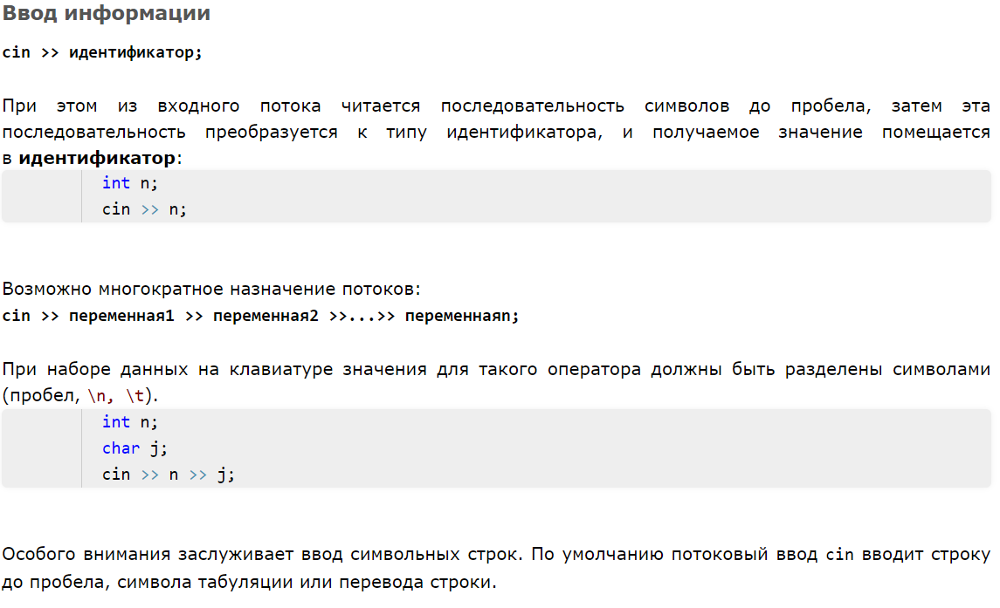 Ввод информации
cin >> идентификатор;
При этом из входного потока читается последовательность символов до пробела, затем эта
последовательность преобразуется к типу идентификатора, и получаемое значение помещается
в идентификатор:
int n;
cin >> n;
Возможно многократное назначение потоков:
cin >> переменная1 >> переменная2 >>...>> переменнаяn;
При наборе данных на клавиатуре значения для такого оператора должны быть разделены символами
(пробел, \n, \t).
int n;
char j;
cin >> n >> j;
Особого внимания заслуживает ввод символьных строк. По умолчанию потоковый ввод cin вводит строку
до пробела, символа табуляции или перевода строки.